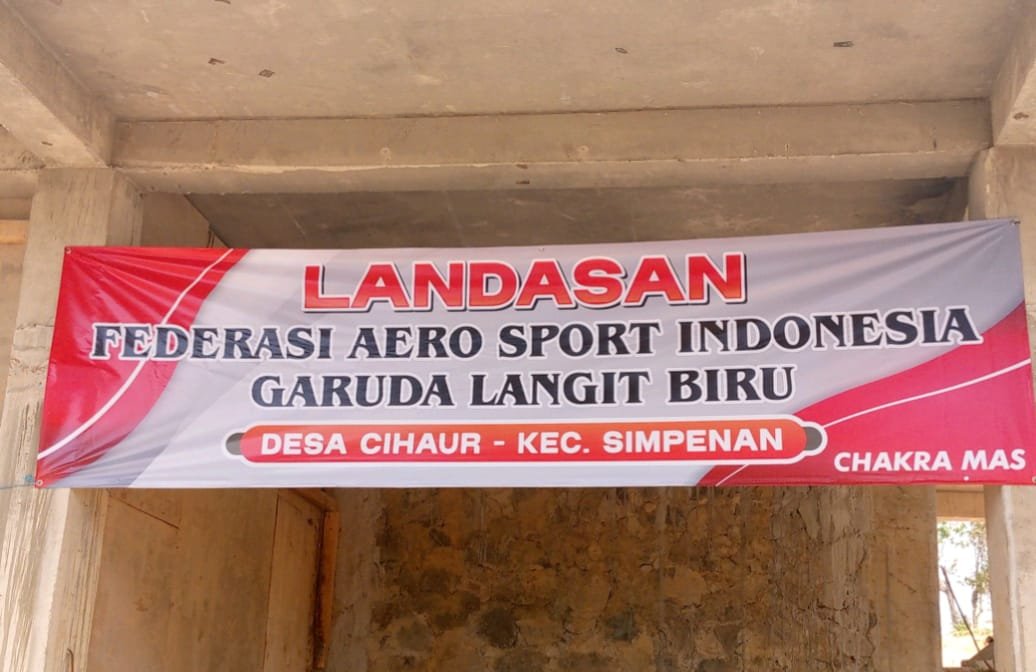 LANDASAN
FEDERASI AERO SPORT INDONESIA
GARUDA LANGIT BIRU
DESA CIHAUR - KEC. SIMPENAN
CHAKRA MAS